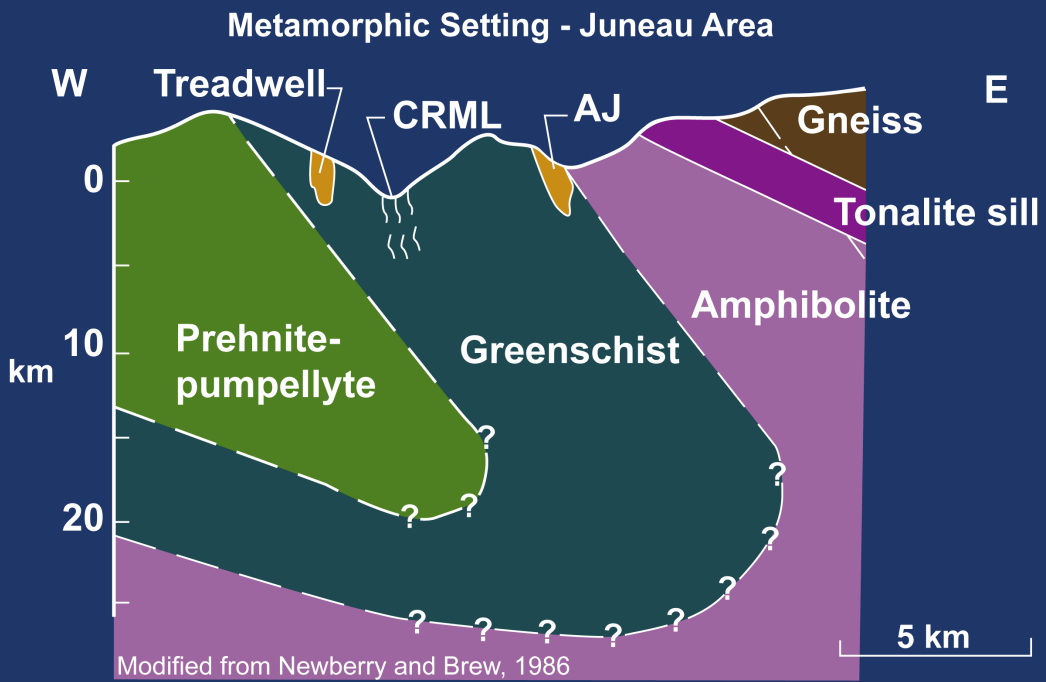 Metamorphic Setting - Juneau Area
W
Treadwell
CRML
AJ
E
Gneiss
0
Tonalite sill
Amphibolite
10
km
Prehnite-
pumpellyte
Greenschist
?
?
?
?
20
?
?
?
?
?
?
?
?
5 km
Modified from Newberry and Brew, 1986